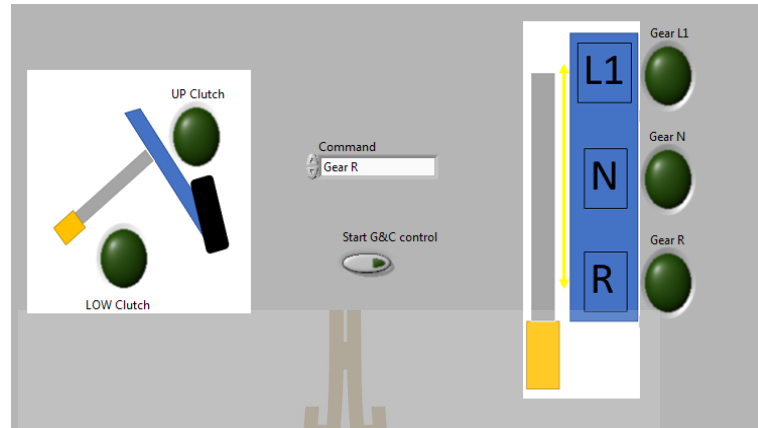 UP Clutch
LOW Clutch
Command
Gear R
Start G&C control
L1
N
R
Gear L1
Gear N
Gear R